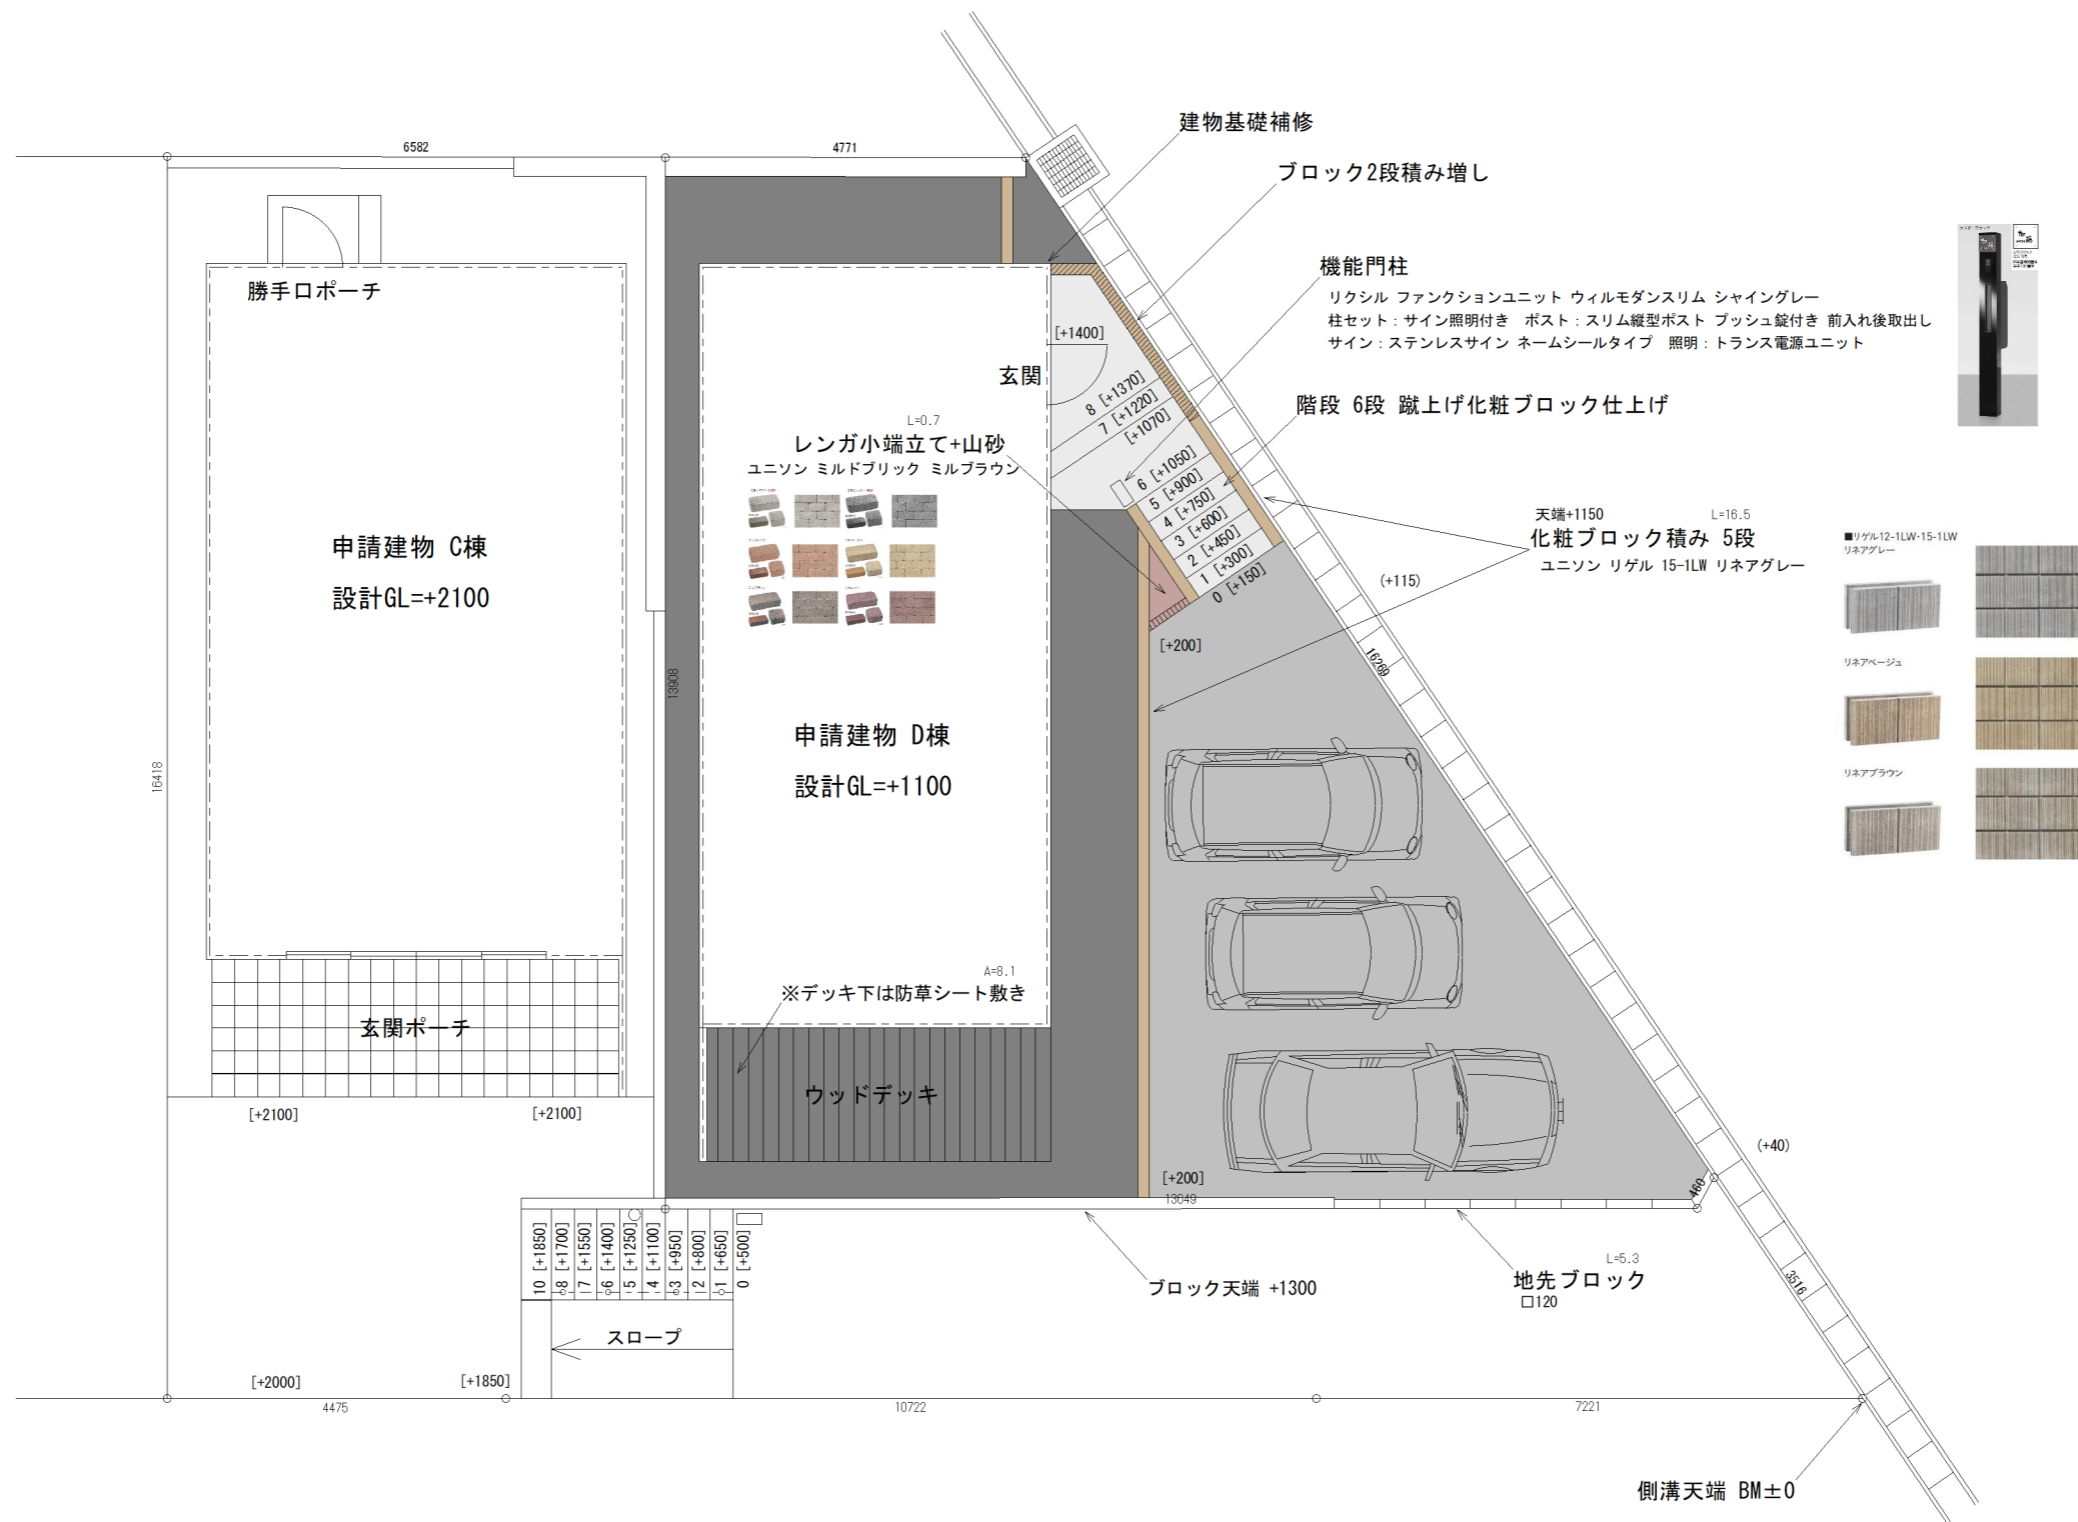 6582
4771
建物基礎補修
ブロック2段積み増し
機能門柱
リクシル ファンクションユニット ウィルモダンスリム シャイングレー
柱セット：サイン照明付き ポスト：スリム縦型ポスト プッシュ錠付き 前入れ後取出し
サイン：ステンレスサイン ネームシールタイプ 照明：トランス電源ユニット
勝手口ポーチ
[+1400]
玄関
8 [+1370]
7 [+1220]
[+1070]
階段 6段 蹴上げ化粧ブロック仕上げ
L=0.7
レンガ小端立て+山砂
ユニソン ミルドブリック ミルブラウン
6 [+1050]
5 [+900]
4 [+750]
3 [+600]
2 [+450]
1 [+300]
0 [+150]
天端+1150
L=16.5
化粧ブロック積み 5段
ユニソン リゲル 15-1LW リネアグレー
■リゲル12-1LW・15-1LW
リネアグレー
リネアベージュ
リネアブラウン
(+115)
申請建物 C棟
設計GL=+2100
[+200]
16269
13908
申請建物 D棟
設計GL=+1100
16418
A=8.1
※デッキ下は防草シート敷き
玄関ポーチ
ウッドデッキ
[+2100]
[+2100]
(+40)
[+200]
13049
460
10 [+1850]
8 [+1700]
7 [+1550]
6 [+1400]
5 [+1250]
4 [+1100]
3 [+950]
2 [+800]
1 [+650]
0 [+500]
L=5.3
地先ブロック
□120
ブロック天端 +1300
3516
スロープ
[+2000]
[+1850]
4475
10722
7221
側溝天端 BM±0